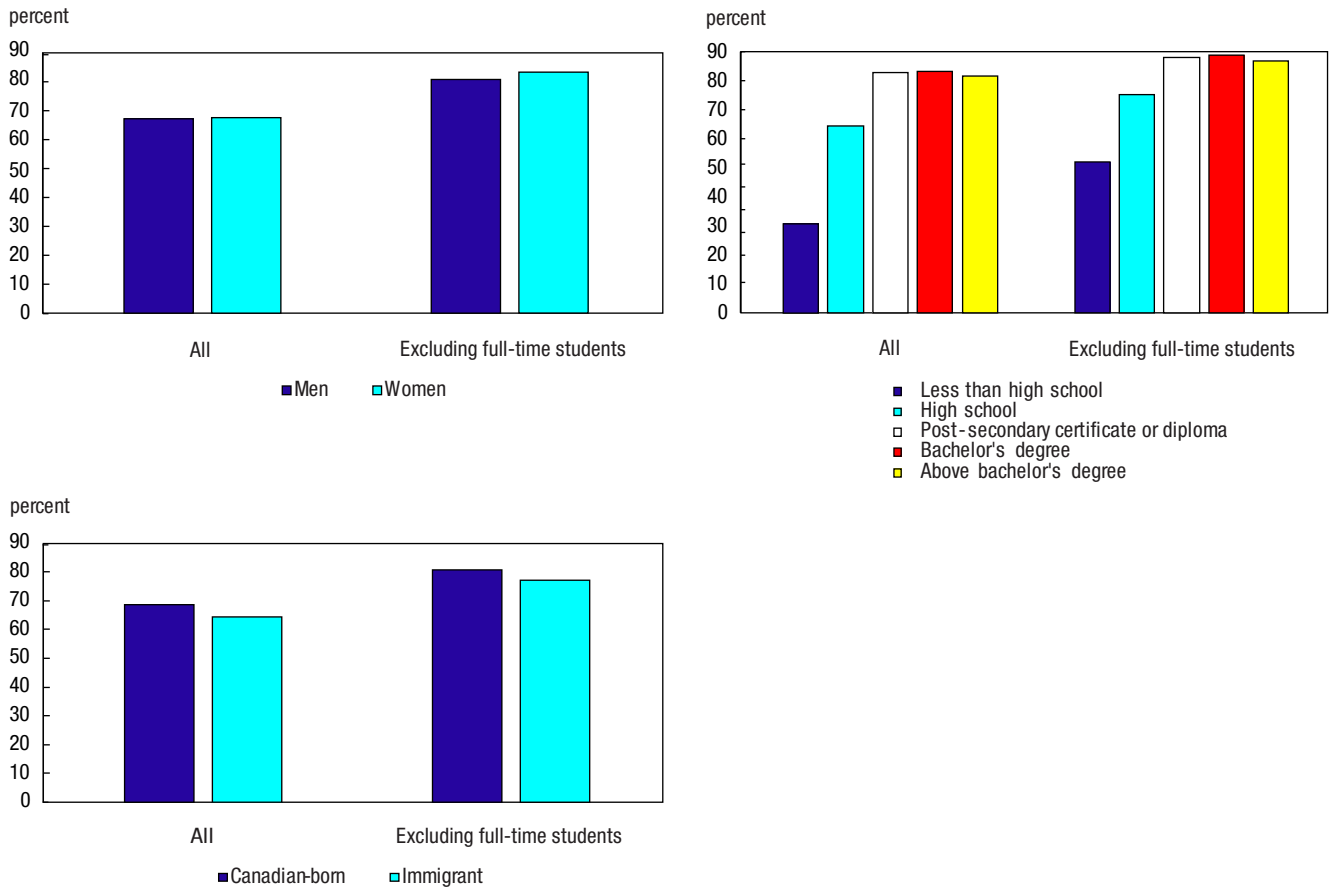 percent
90
80
70
60
50
40
30
20
10
0
All Excluding full-time students
Men Women
percent
90
80
70
60
50
40
30
20
10
0
All Excluding full-time students
Less than high school
High school
Post-secondary certificate or diploma
Bachelor's degree
Above bachelor's degree
percent
90
80
70
60
50
40
30
20
10
0
All Excluding full-time students
Canadian-born Immigrant